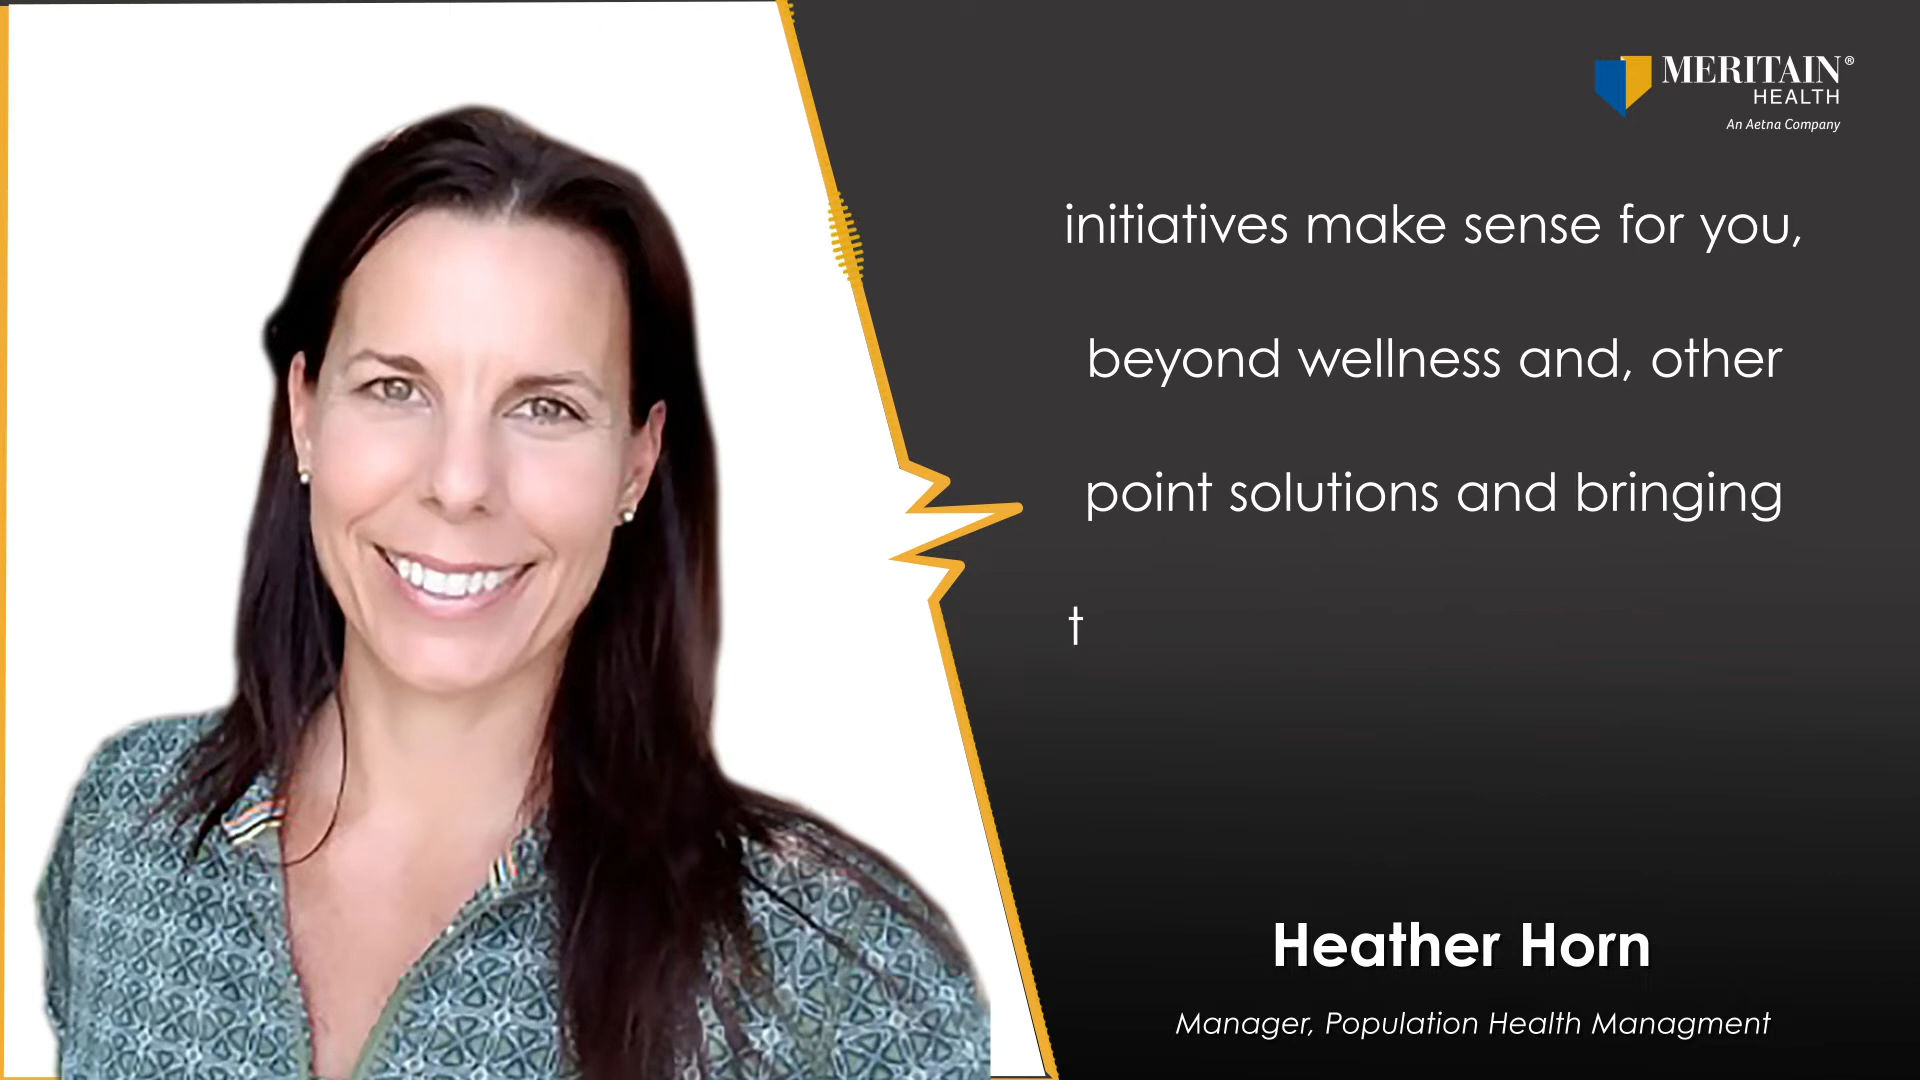 MERITAIN®
HEALTH
An Aetna Company
initiatives make sense for you,
beyond wellness and, other
point solutions and bringing
t
Heather Horn
Manager, Population Health Managment